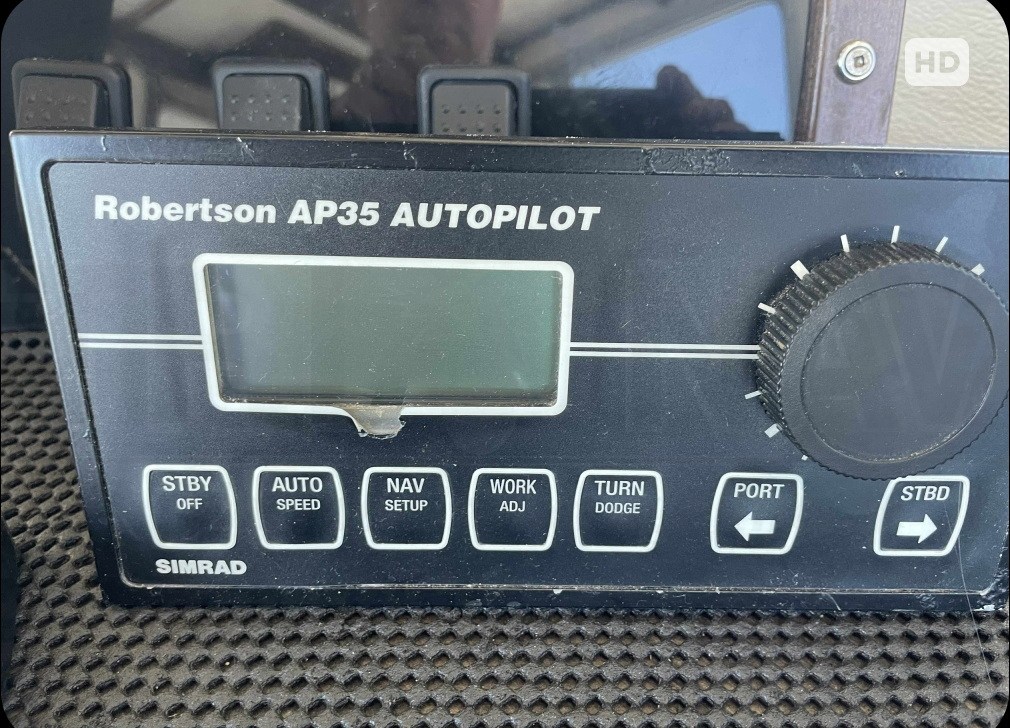 HD
Robertson AP35 AUTOPILOT
STBY
OFF
AUTO
SPEED
NAV
SETUP
WORK
ADJ
TURN
DODGE
PORT
STBD
SIMRAD